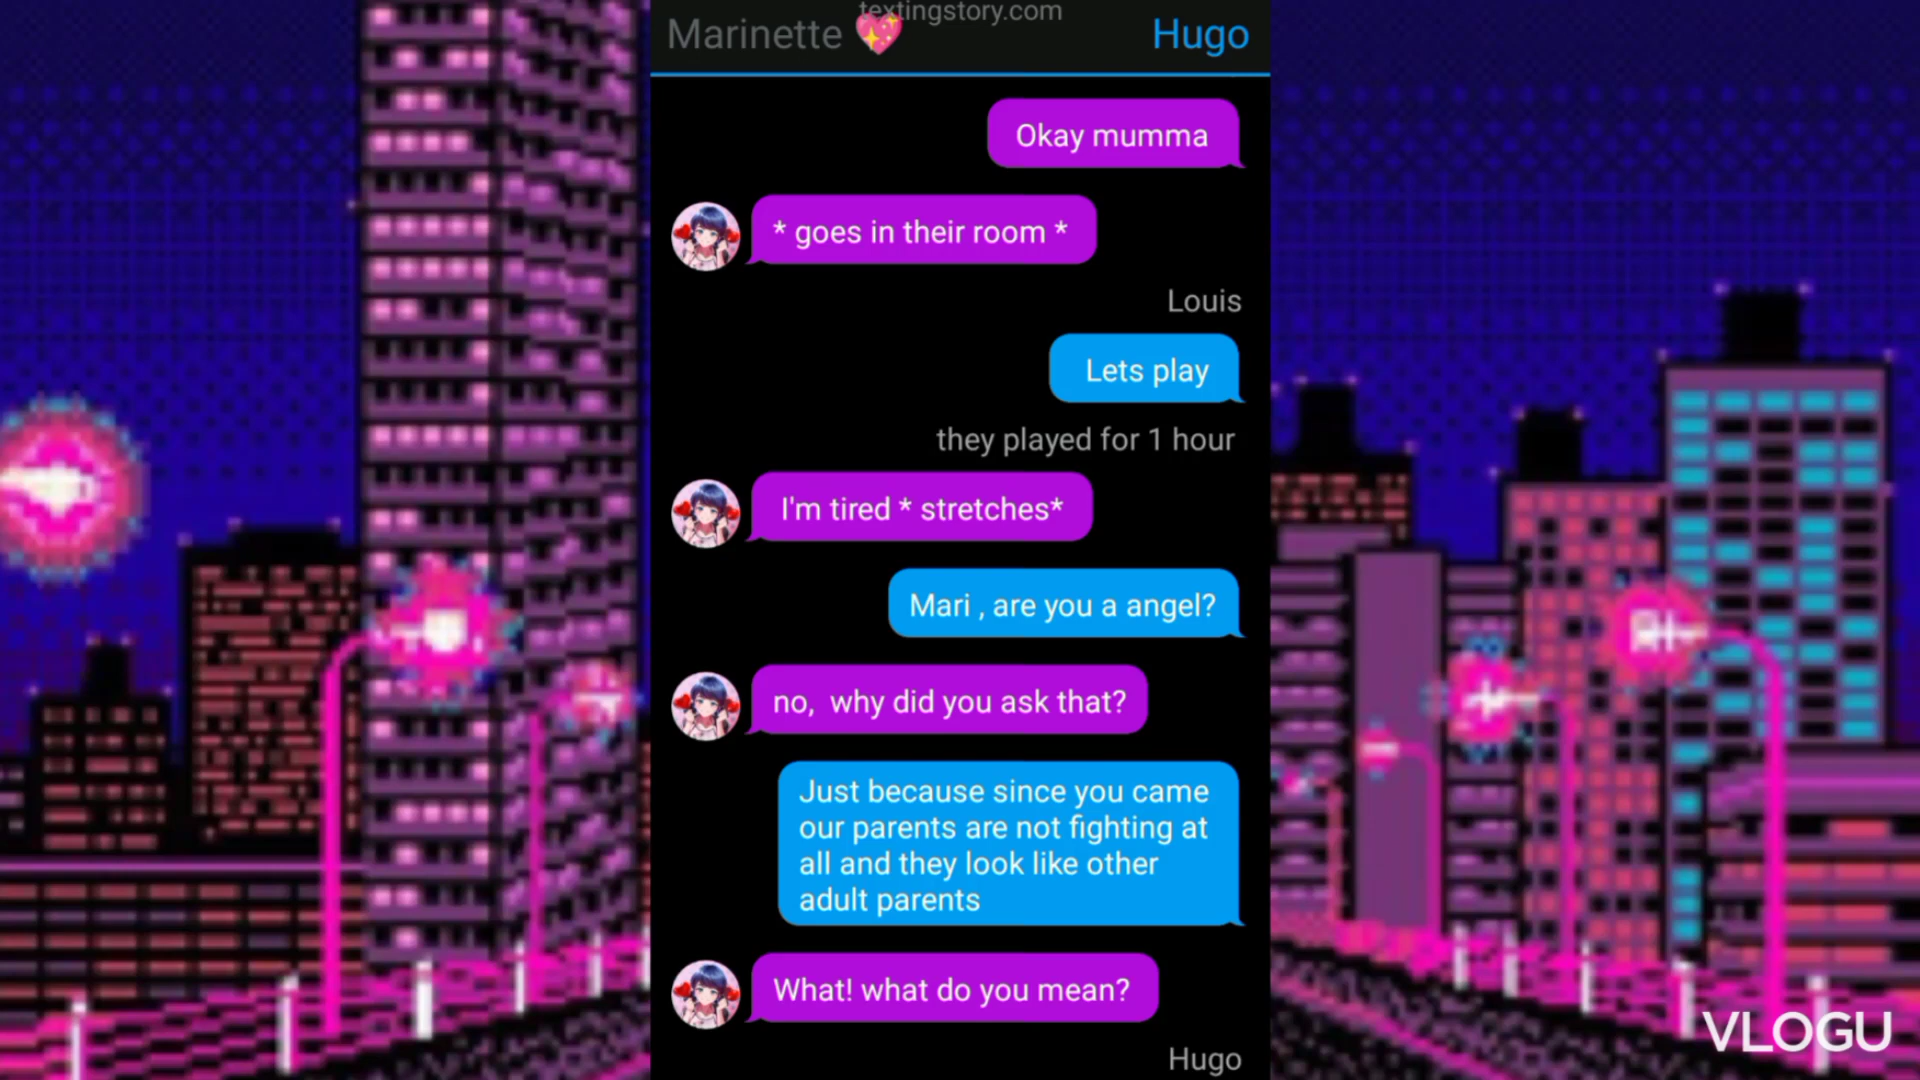 textingstory.com
Marinette 💖
Hugo
Okay mumma
* goes in their room *
Louis
Lets play
they played for 1 hour
I'm tired * stretches*
Mari , are you a angel?
no,  why did you ask that?
Just because since you came
our parents are not fighting at
all and they look like other
adult parents
What! what do you mean?
Hugo
VLOGU